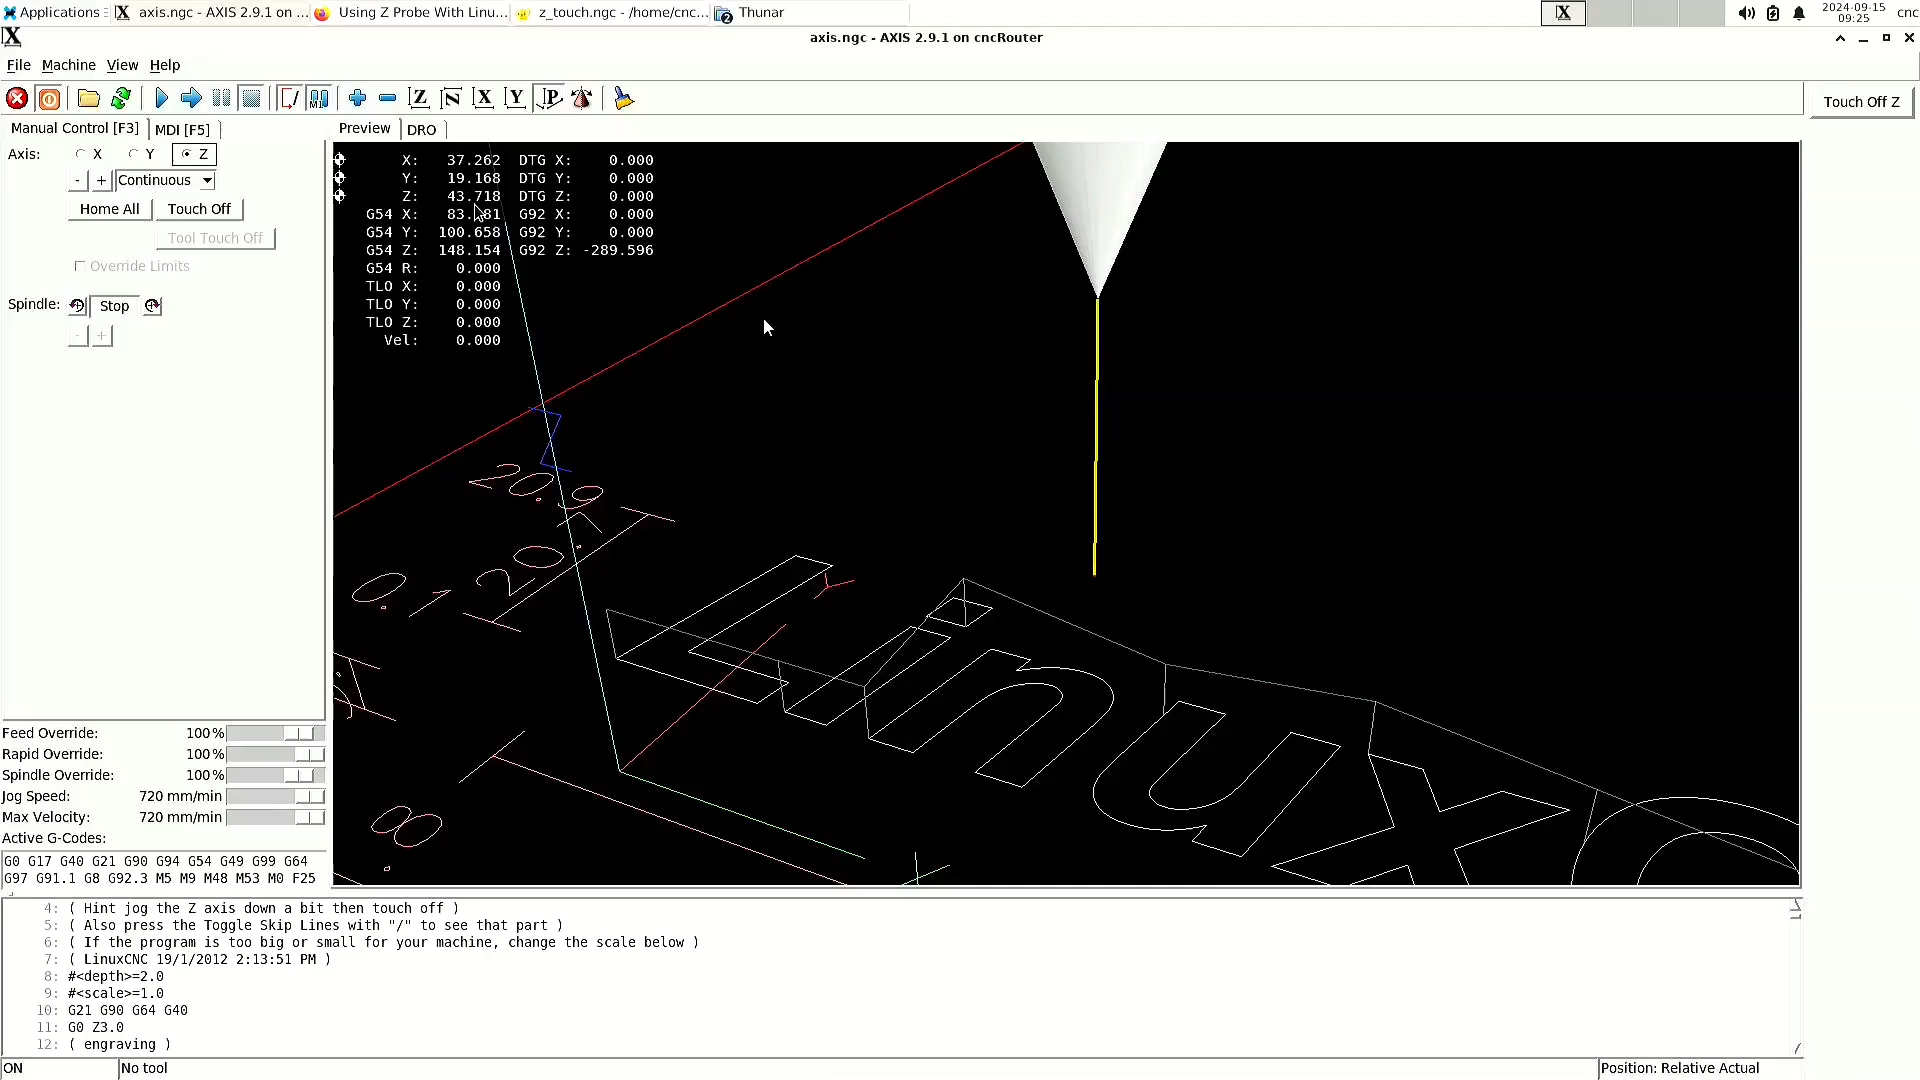 Applications
axis.ngc - AXIS 2.9.1 on ...
Using Z Probe With Linu...
z_touch.ngc - /home/cnc...
Thunar
2024-09-15
09:25
cnc
axis.ngc - AXIS 2.9.1 on cncRouter
File Machine View Help
Touch Off Z
Manual Control [F3] MDI [F5]
Preview DRO
Axis: X Y Z
- + Continuous
Home All Touch Off
Tool Touch Off
Override Limits
Spindle: Stop
- +
X: 37.262 DTG X: 0.000
Y: 19.168 DTG Y: 0.000
Z: 43.718 DTG Z: 0.000
G54 X: G92 X: 0.000
G54 Y: 100.658 G92 Y: 0.000
G54 Z: 148.154 G92 Z: -289.596
G54 R: 0.000
TLO X: 0.000
TLO Y: 0.000
TLO Z: 0.000
Vel: 0.000
Z
20.9
0.1
Y
Linux
X
Feed Override: 100%
Rapid Override: 100%
Spindle Override: 100%
Jog Speed: 720 mm/min
Max Velocity: 720 mm/min
Active G-Codes:
G0 G17 G40 G21 G90 G94 G54 G49 G99 G64
G97 G91.1 G8 G92.3 M5 M9 M48 M53 M0 F25
4: ( Hint jog the Z axis down a bit then touch off )
5: ( Also press the Toggle Skip Lines with "/" to see that part )
6: ( If the program is too big or small for your machine, change the scale below )
7: ( LinuxCNC 19/1/2012 2:13:51 PM )
8: #<depth>=2.0
9: #<scale>=1.0
10: G21 G90 G64 G40
11: G0 Z3.0
12: ( engraving )
ON
No tool
Position: Relative Actual